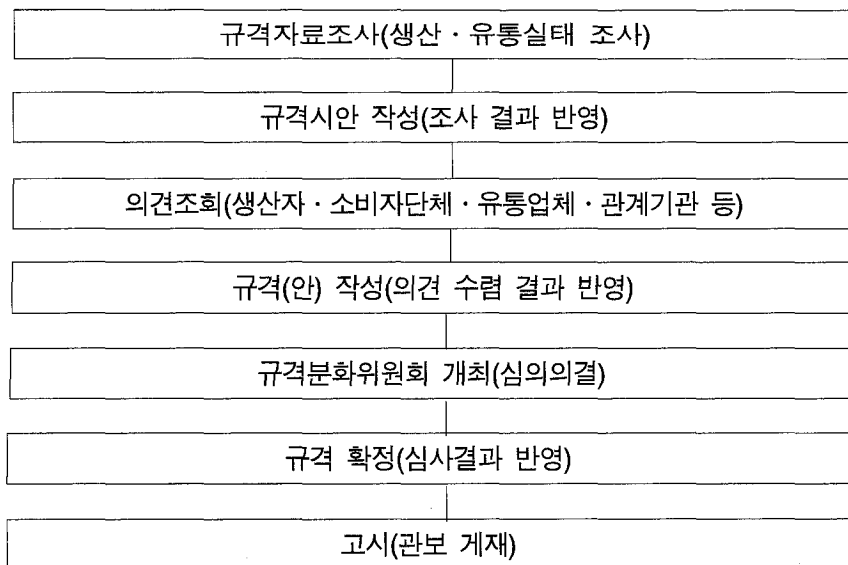 규격자료조사(생산 · 유통실태 조사)
규격시안 작성(조사 결과 반영)
의견조회(생산자 · 소비자단체 · 유통업체 · 관계기관 등)
규격(안) 작성(의견 수렴 결과 반영)
규격분화위원회 개최(심의의결)
규격 확정(심사결과 반영)
고시(관보 게재)